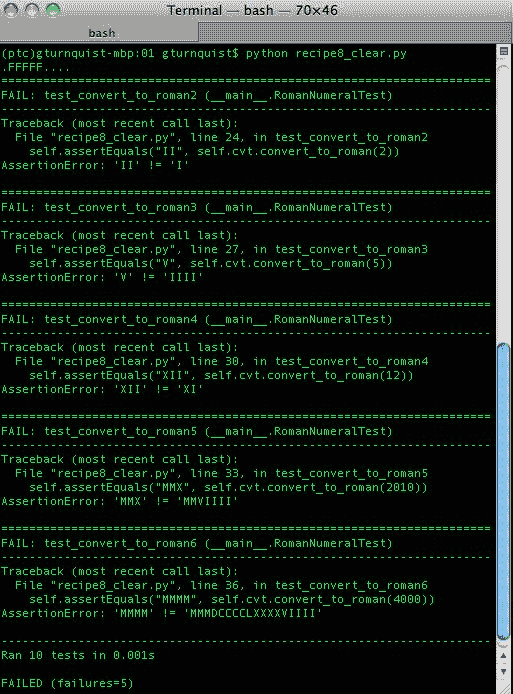 Terminal — bash — 70×46
bash
(ptc)gturnquist-mbp:01 gturnquist$ python recipe8_clear.py
.FFFFF....
======================================================================
FAIL: test_convert_to_roman2 (__main__.RomanNumeralTest)
----------------------------------------------------------------------
Traceback (most recent call last):
  File "recipe8_clear.py", line 24, in test_convert_to_roman2
    self.assertEquals("II", self.cvt.convert_to_roman(2))
AssertionError: 'II' != 'I'

======================================================================
FAIL: test_convert_to_roman3 (__main__.RomanNumeralTest)
----------------------------------------------------------------------
Traceback (most recent call last):
  File "recipe8_clear.py", line 27, in test_convert_to_roman3
    self.assertEquals("V", self.cvt.convert_to_roman(5))
AssertionError: 'V' != 'IIII'

======================================================================
FAIL: test_convert_to_roman4 (__main__.RomanNumeralTest)
----------------------------------------------------------------------
Traceback (most recent call last):
  File "recipe8_clear.py", line 30, in test_convert_to_roman4
    self.assertEquals("XII", self.cvt.convert_to_roman(12))
AssertionError: 'XII' != 'XI'

======================================================================
FAIL: test_convert_to_roman5 (__main__.RomanNumeralTest)
----------------------------------------------------------------------
Traceback (most recent call last):
  File "recipe8_clear.py", line 33, in test_convert_to_roman5
    self.assertEquals("MMX", self.cvt.convert_to_roman(2010))
AssertionError: 'MMX' != 'MMVIIII'

======================================================================
FAIL: test_convert_to_roman6 (__main__.RomanNumeralTest)
----------------------------------------------------------------------
Traceback (most recent call last):
  File "recipe8_clear.py", line 36, in test_convert_to_roman6
    self.assertEquals("MMMM", self.cvt.convert_to_roman(4000))
AssertionError: 'MMMM' != 'MMMDCCCCLXXXXVIIII'

----------------------------------------------------------------------
Ran 10 tests in 0.001s

FAILED (failures=5)